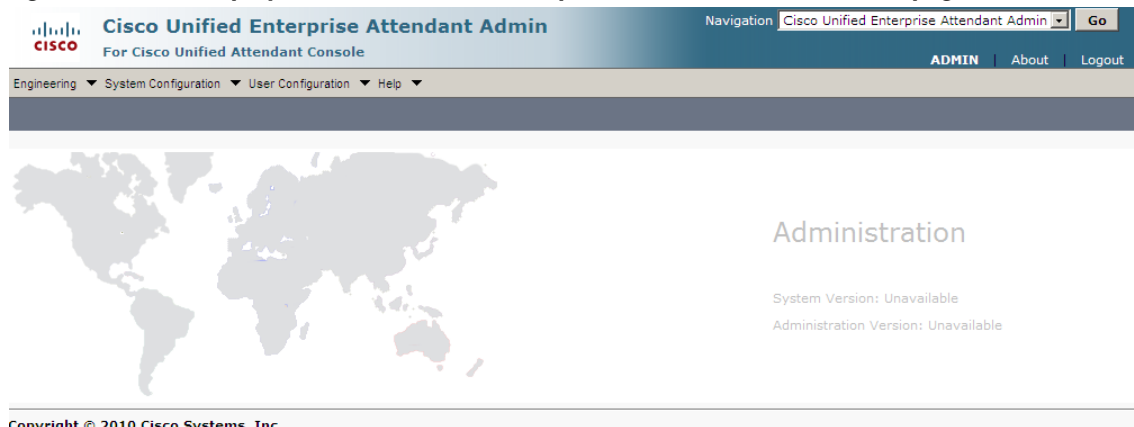 Cisco Unified Enterprise Attendant Admin
Navigation Cisco Unified Enterprise Attendant Admin Go
CISCO
For Cisco Unified Attendant Console
ADMIN | About | Logout
Engineering System Configuration User Configuration Help
Administration
System Version: Unavailable
Administration Version: Unavailable
Copyright © 2010 Cisco Systems, Inc.